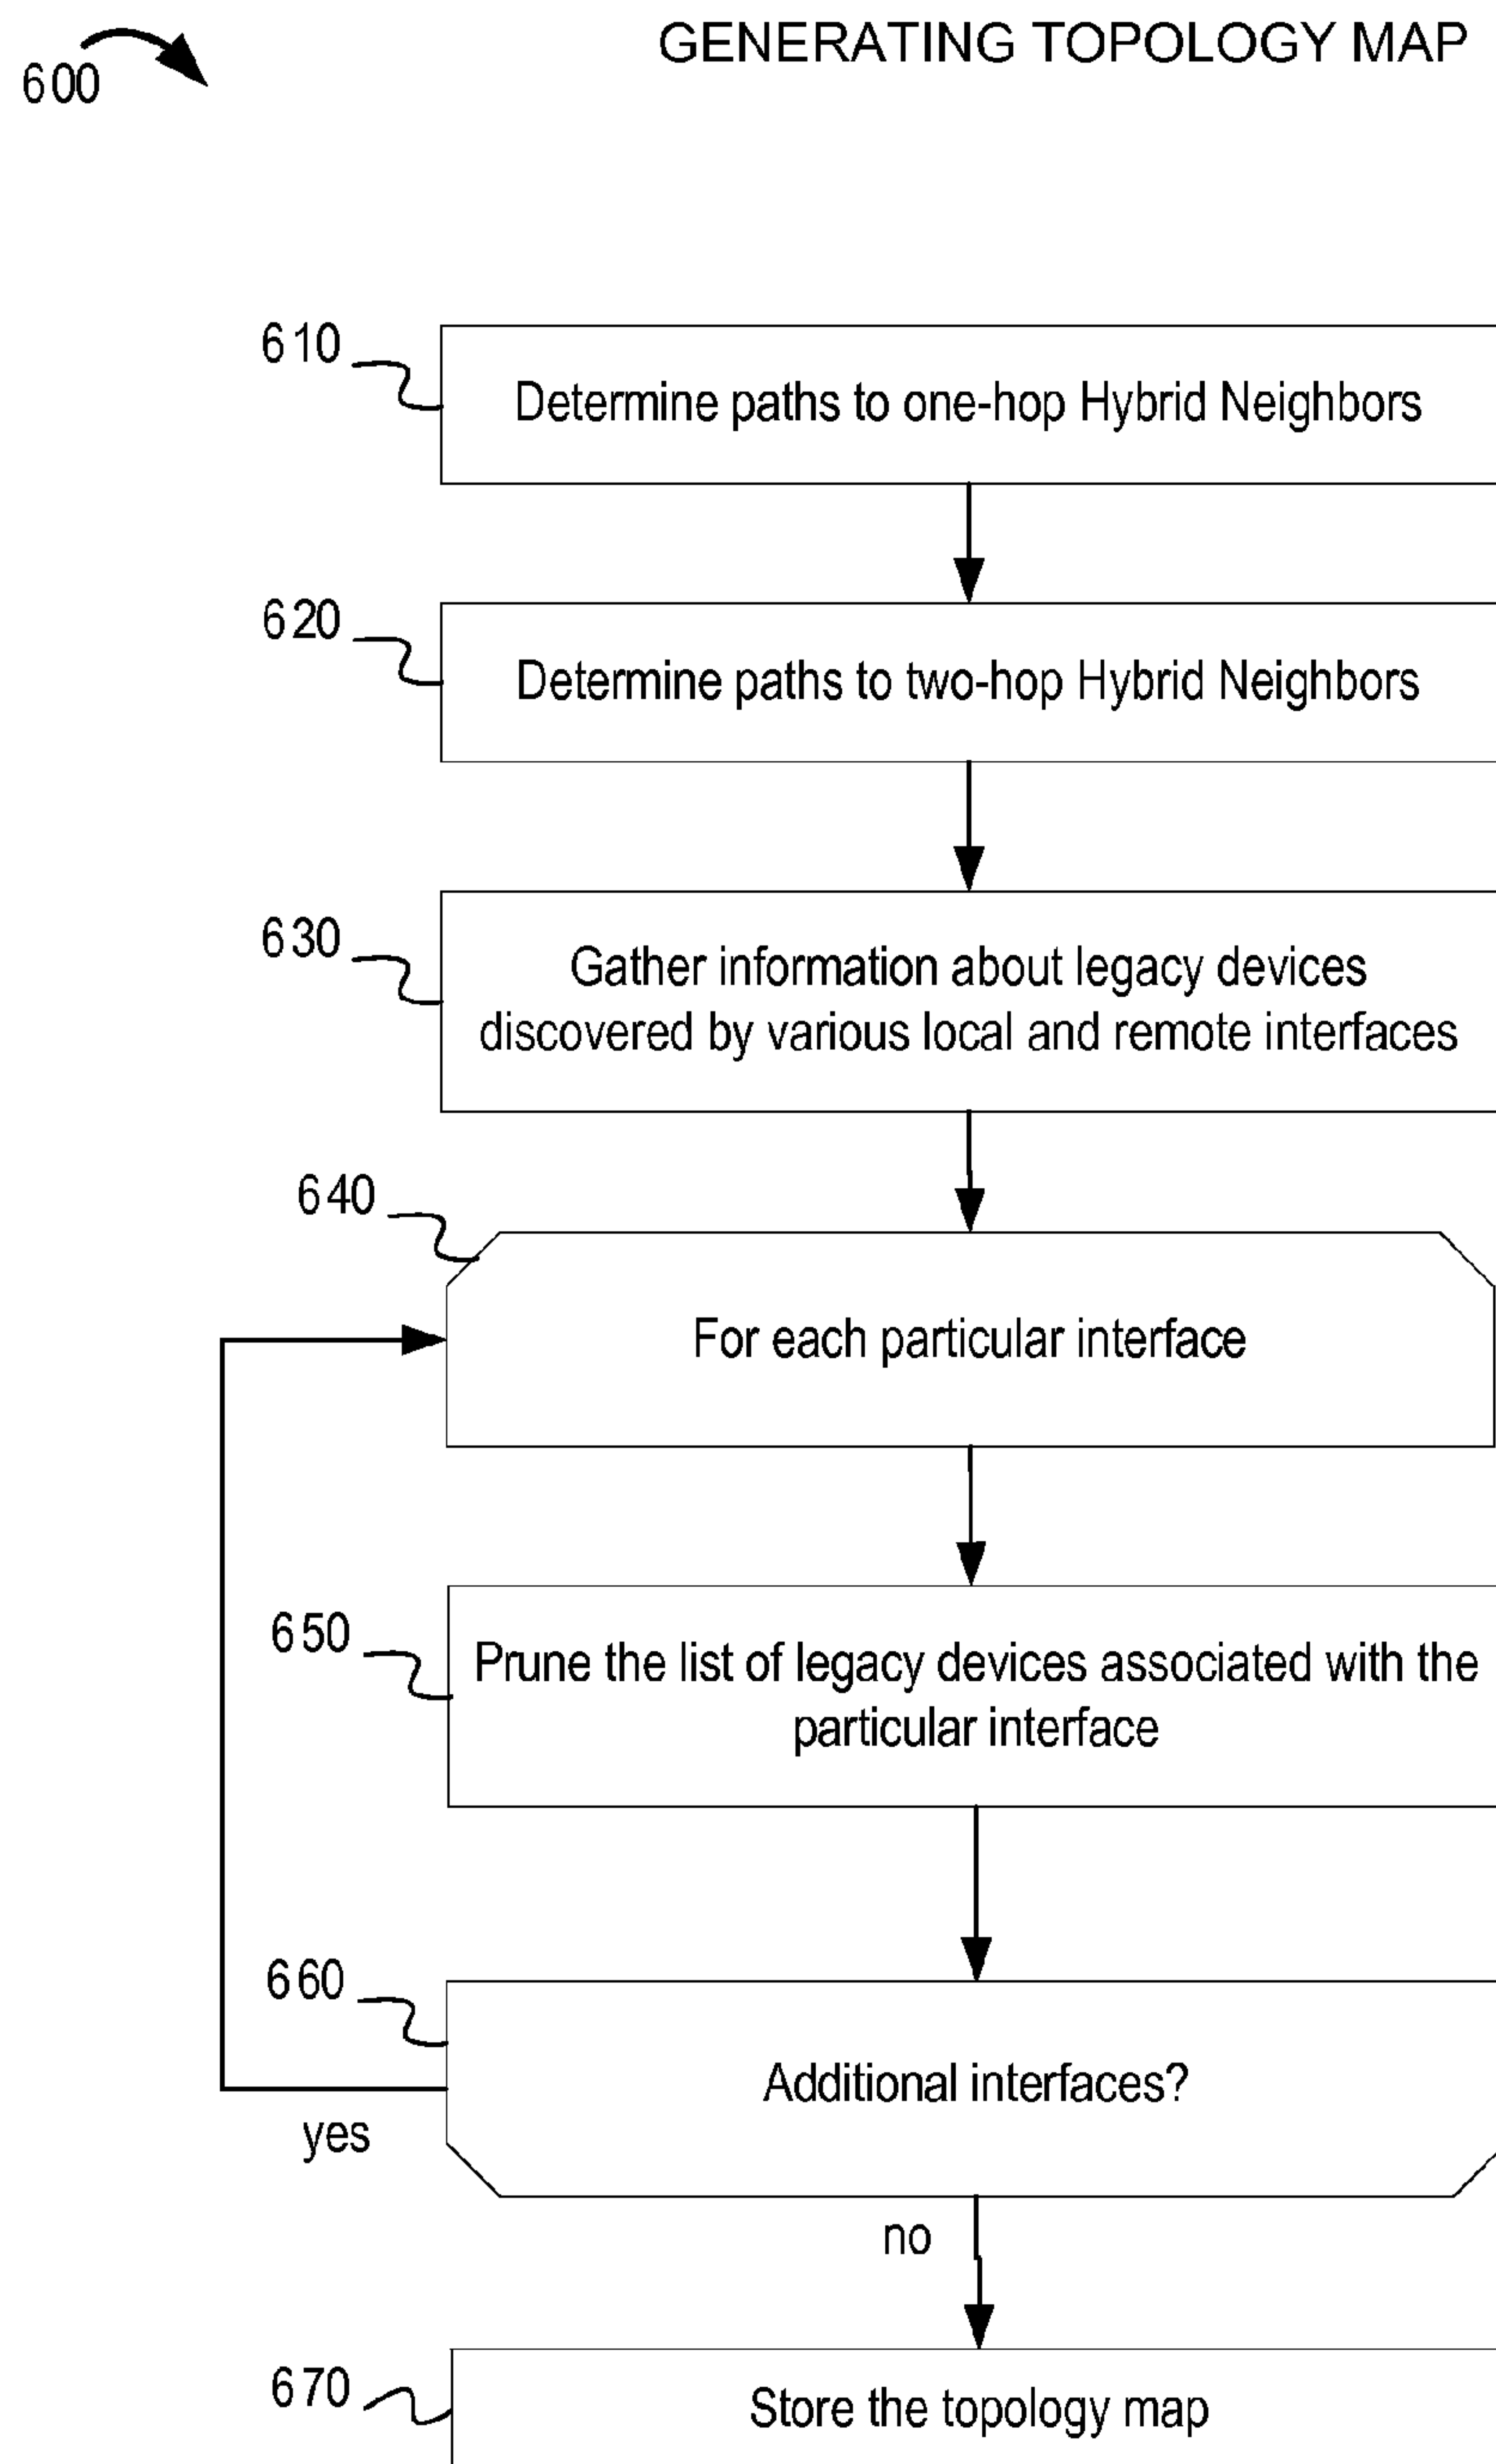 GENERATING TOPOLOGY MAP
600
610
Determine paths to one-hop Hybrid Neighbors
620
Determine paths to two-hop Hybrid Neighbors
630
Gather information about legacy devices
discovered by various local and remote interfaces
640
For each particular interface
650
Prune the list of legacy devices associated with the
particular interface
660
Additional interfaces?
yes
no
670
Store the topology map